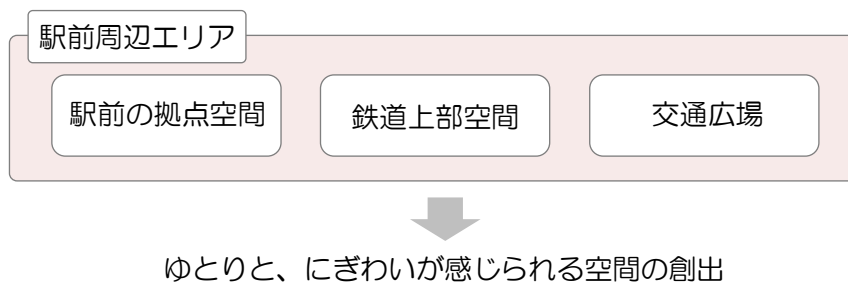 駅前周辺エリア
駅前の拠点空間
鉄道上部空間
交通広場
ゆとりと、にぎわいが感じられる空間の創出